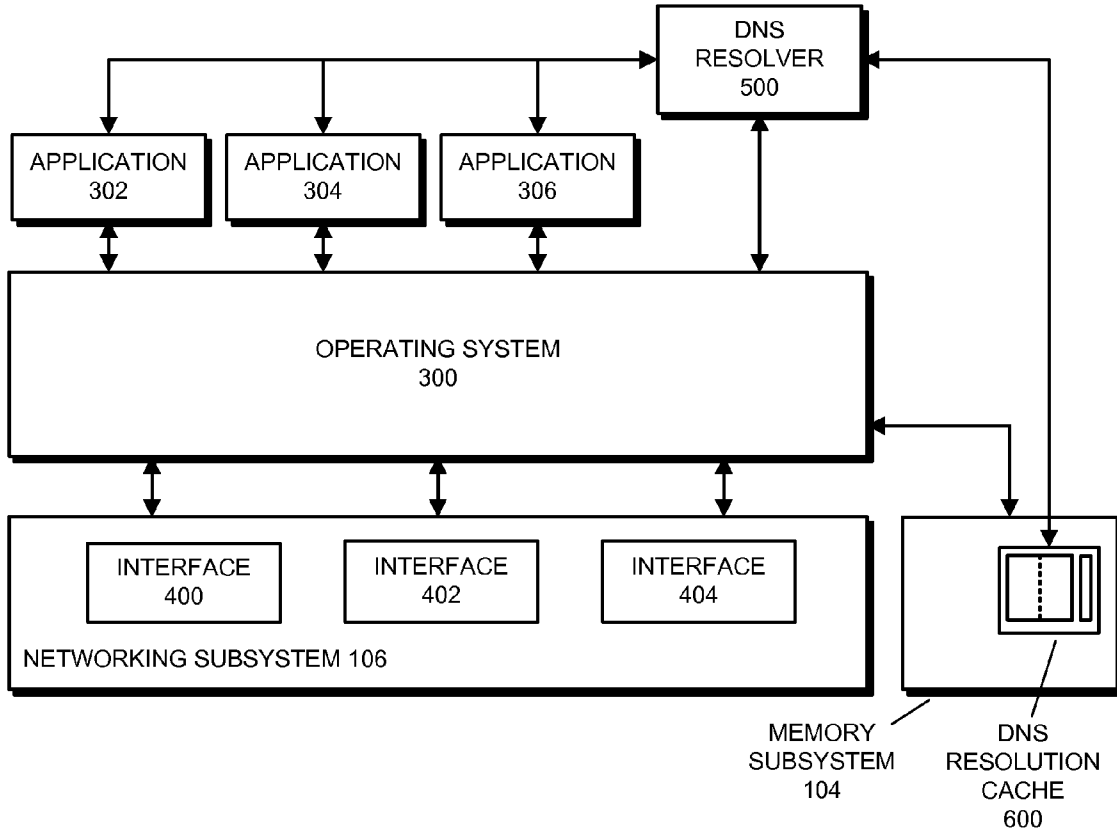 DNS
RESOLVER
500
APPLICATION
302
APPLICATION
304
APPLICATION
306
OPERATING SYSTEM
300
INTERFACE
400
INTERFACE
402
INTERFACE
404
NETWORKING SUBSYSTEM 106
MEMORY
SUBSYSTEM
104
DNS
RESOLUTION
CACHE
600